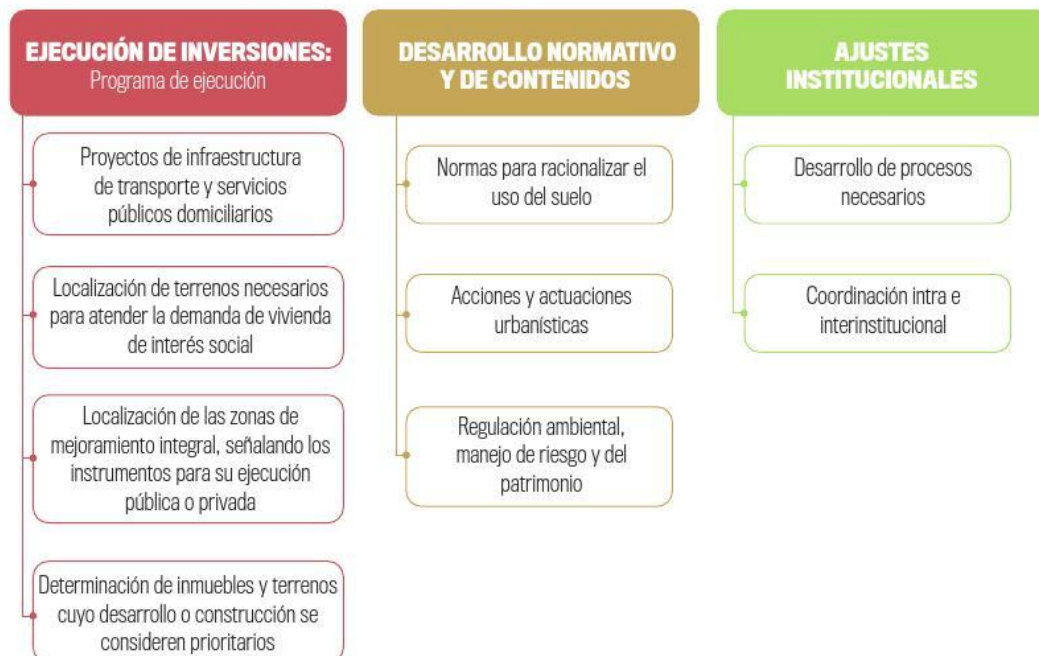 EJECUCIÓN DE INVERSIONES:
Programa de ejecución
Proyectos de infraestructura
de transporte y servicios
públicos domiciliarios
Localización de terrenos necesarios
para atender la demanda de vivienda
de interés social
Localización de las zonas de
mejoramiento integral, señalando los
instrumentos para su ejecución
pública o privada
Determinación de inmuebles y terrenos
cuyo desarrollo o construcción se
consideren prioritarios
DESARROLLO NORMATIVO
Y DE CONTENIDOS
Normas para racionalizar el
uso del suelo
Acciones y actuaciones
urbanísticas
Regulación ambiental,
manejo de riesgo y del
patrimonio
AJUSTES
INSTITUCIONALES
Desarrollo de procesos
necesarios
Coordinación intra e
interinstitucional